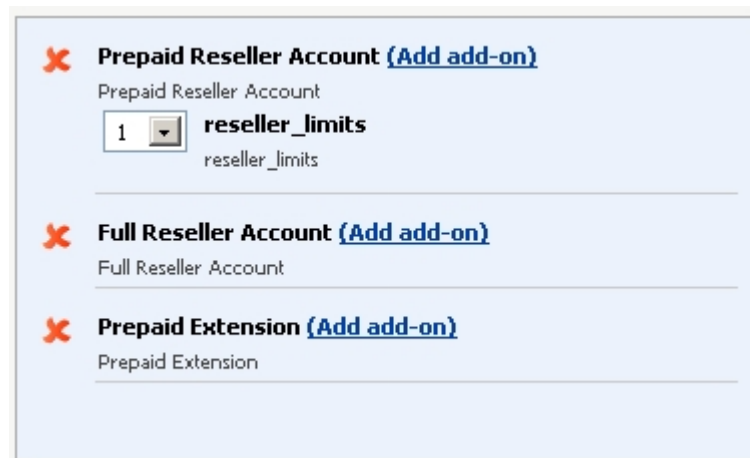 Prepaid Reseller Account (Add add-on)
Prepaid Reseller Account
1 reseller_limits
reseller_limits
Full Reseller Account (Add add-on)
Full Reseller Account
Prepaid Extension (Add add-on)
Prepaid Extension